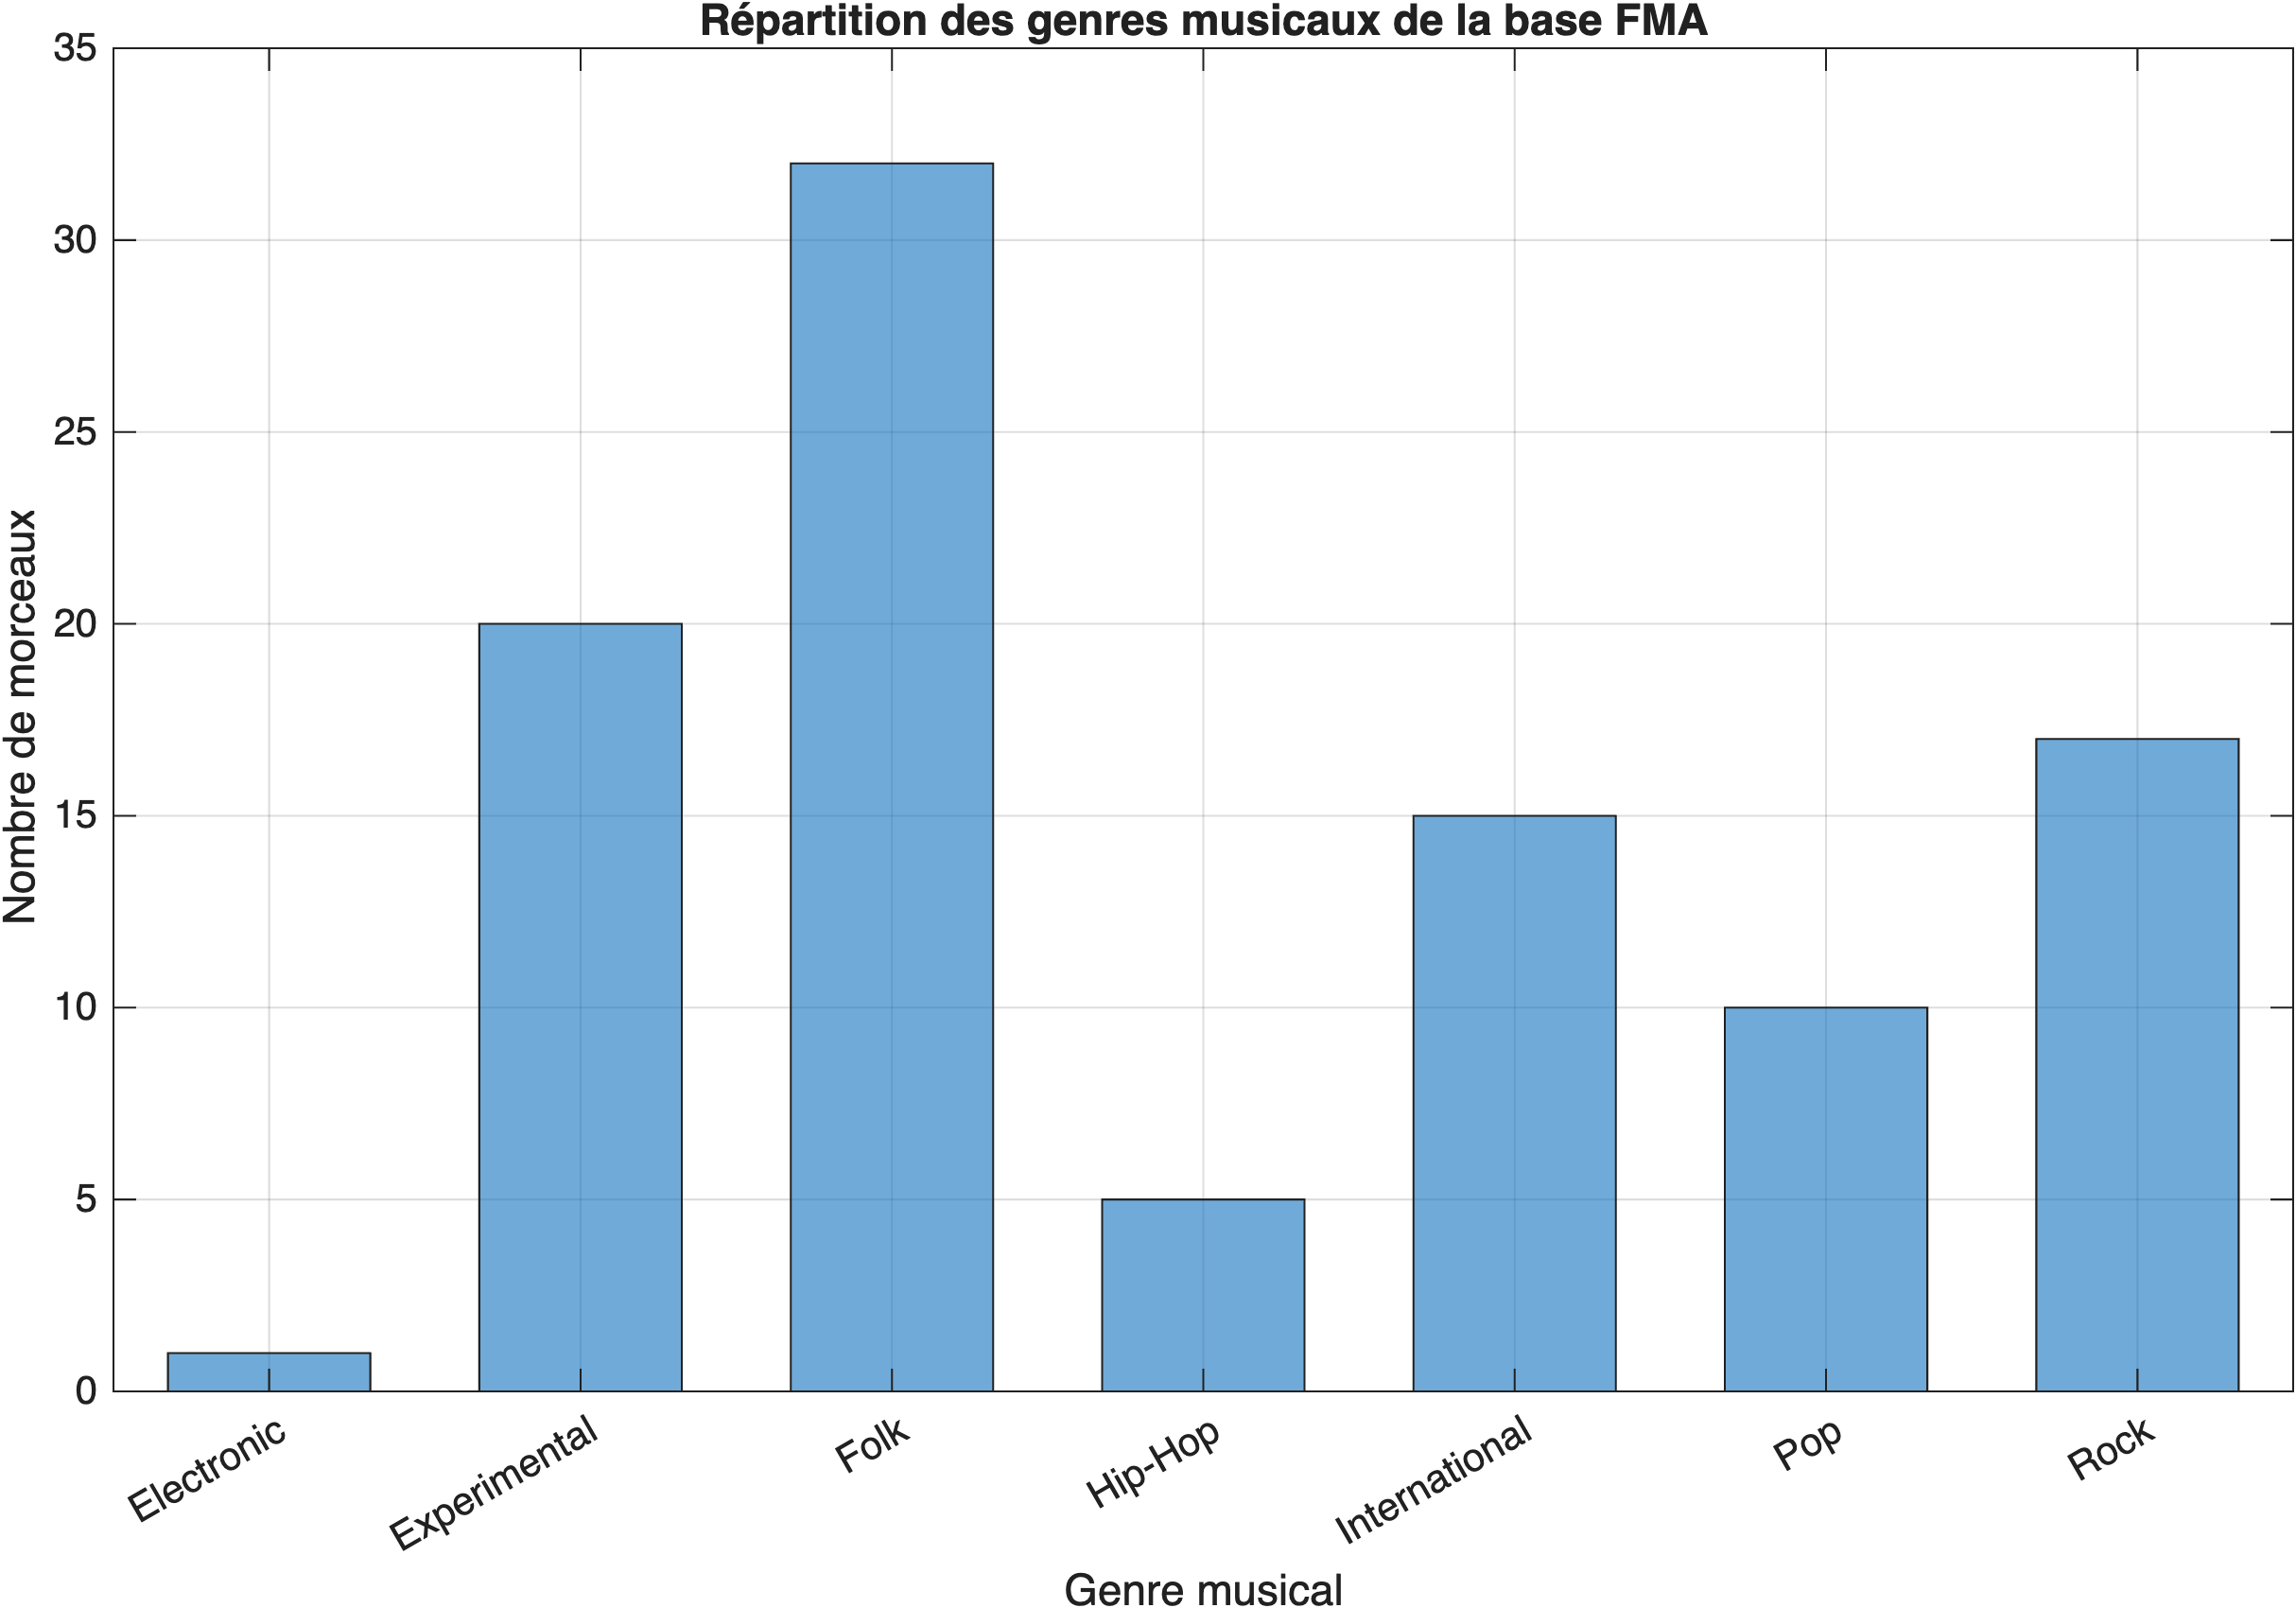 Répartition des genres musicaux de la base FMA
Nombre de morceaux
35
30
25
20
15
10
5
0
Electronic
Experimental
Folk
Hip-Hop
International
Pop
Rock
Genre musical